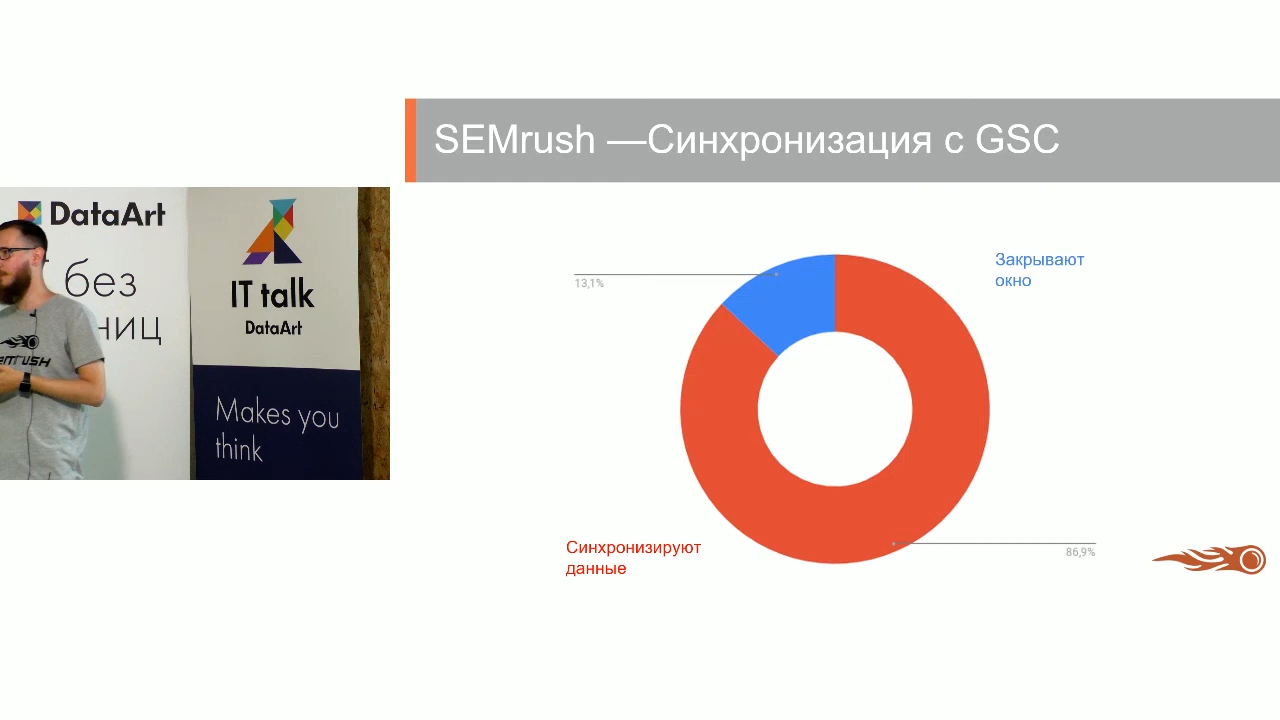 SEMrush —Синхронизация с GSC
DataArt
без
ниц
IT talk
DataArt
Makes you
think
13,1%
Закрывают
окно
Синхронизируют
данные
86,9%